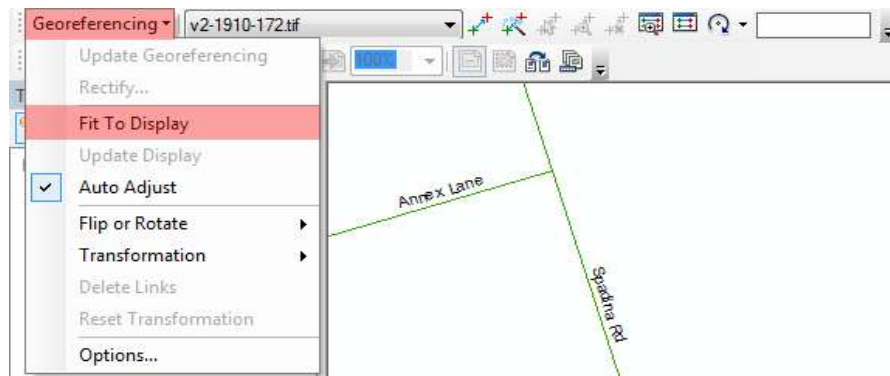 Georeferencing v2-1910-172.tif
Update Georeferencing
100%
Rectify...
T
Fit To Display
Update Display
Auto Adjust
Flip or Rotate
Transformation
Delete Links
Reset Transformation
Options...
Annex Lane
Spadina Rd